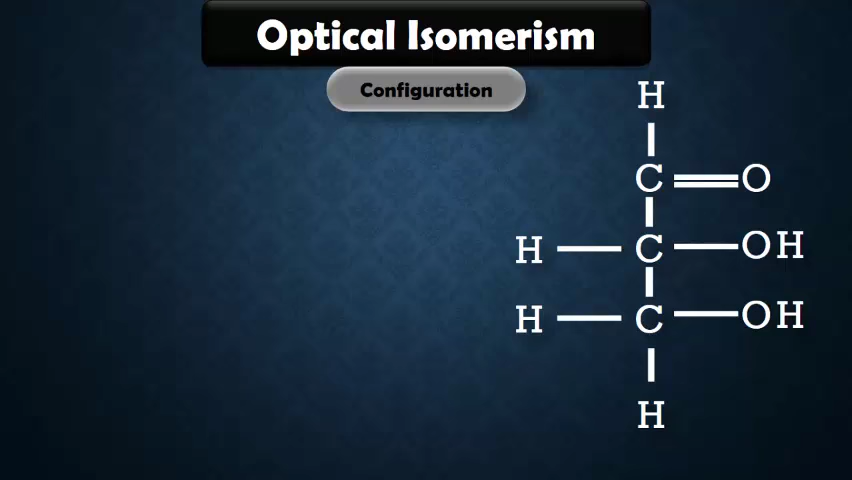 Optical Isomerism
Configuration
H
C O
H C OH
H C OH
H